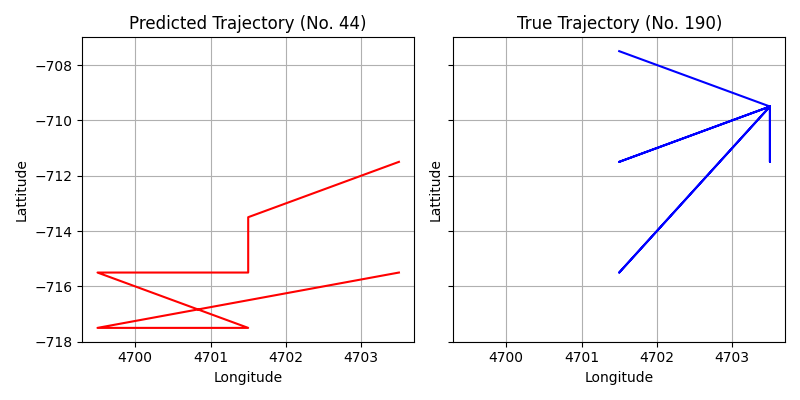 Predicted Trajectory (No. 44)
True Trajectory (No. 190)
−708
−710
−712
−714
−716
−718
Lattitude
Lattitude
4700
4701
4702
4703
4700
4701
4702
4703
Longitude
Longitude